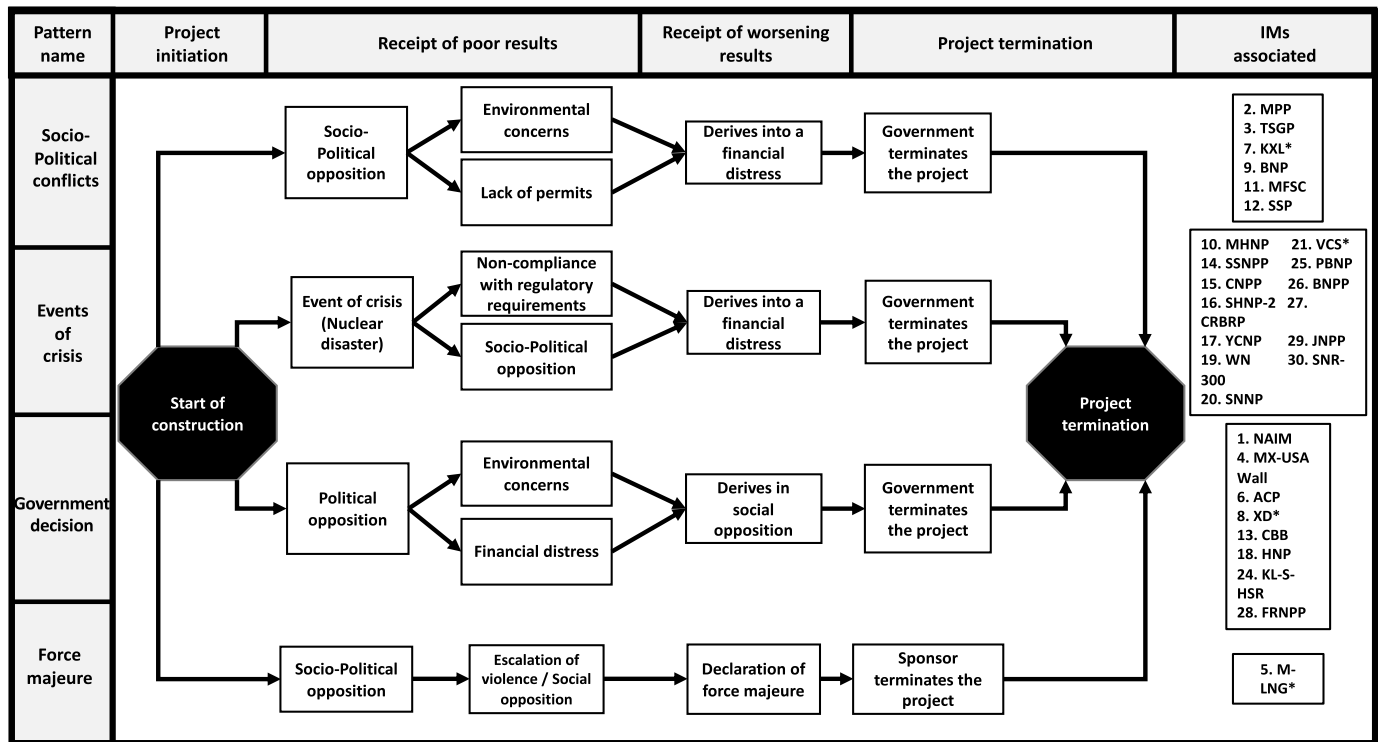 Pattern
name
Project
initiation
Receipt of poor results
Receipt of worsening
results
Project termination
IMs
associated
Socio-
Political
conflicts
Socio-
Political
opposition
Environmental
concerns
Lack of permits
Derives into a
financial
distress
Government
terminates
the project
2. MPP
3. TSGP
7. KXL*
9. BNP
11. MFSC
12. SSP
Events
of
crisis
Event of crisis
(Nuclear
disaster)
Non-compliance
with regulatory
requirements
Socio-Political
opposition
Derives into a
financial
distress
Government
terminates
the project
10. MHNP 21. VCS*
14. SSNPP 25. PBNP
15. CNPP 26. BNPP
16. SHNP-2 27.
CRBRP
17. YCNP 29. JNPP
19. WN 30. SNR-
300
20. SNNP
Start of
construction
Project
termination
Government
decision
Political
opposition
Environmental
concerns
Financial distress
Derives in
social
opposition
Government
terminates
the project
1. NAIM
4. MX-USA
Wall
6. ACP
8. XD*
13. CBB
18. HNP
24. KL-S-
HSR
28. FRNPP
Force
majeure
Socio-Political
opposition
Escalation of
violence / Social
opposition
Declaration of
force majeure
Sponsor
terminates the
project
5. M-
LNG*